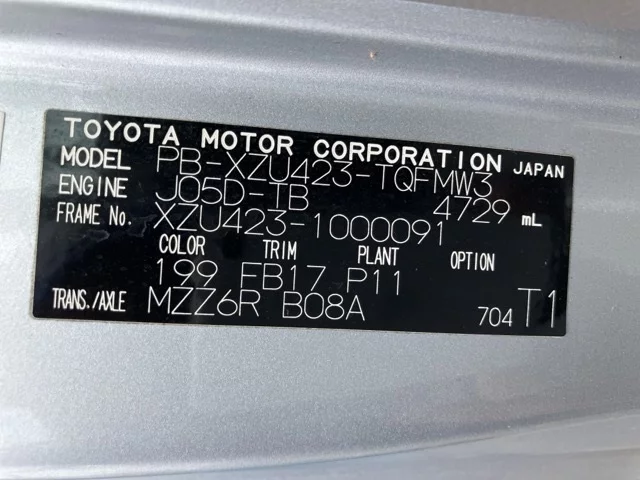 TOYOTA MOTOR CORPORATION JAPAN
MODEL PB-XZU423-TQFMW3
ENGINE J05D-TB 4729 mL
FRAME No. XZU423-1000091
COLOR TRIM PLANT OPTION
199 FB17 P11
TRANS./AXLE MZZ6R B08A 704 T1